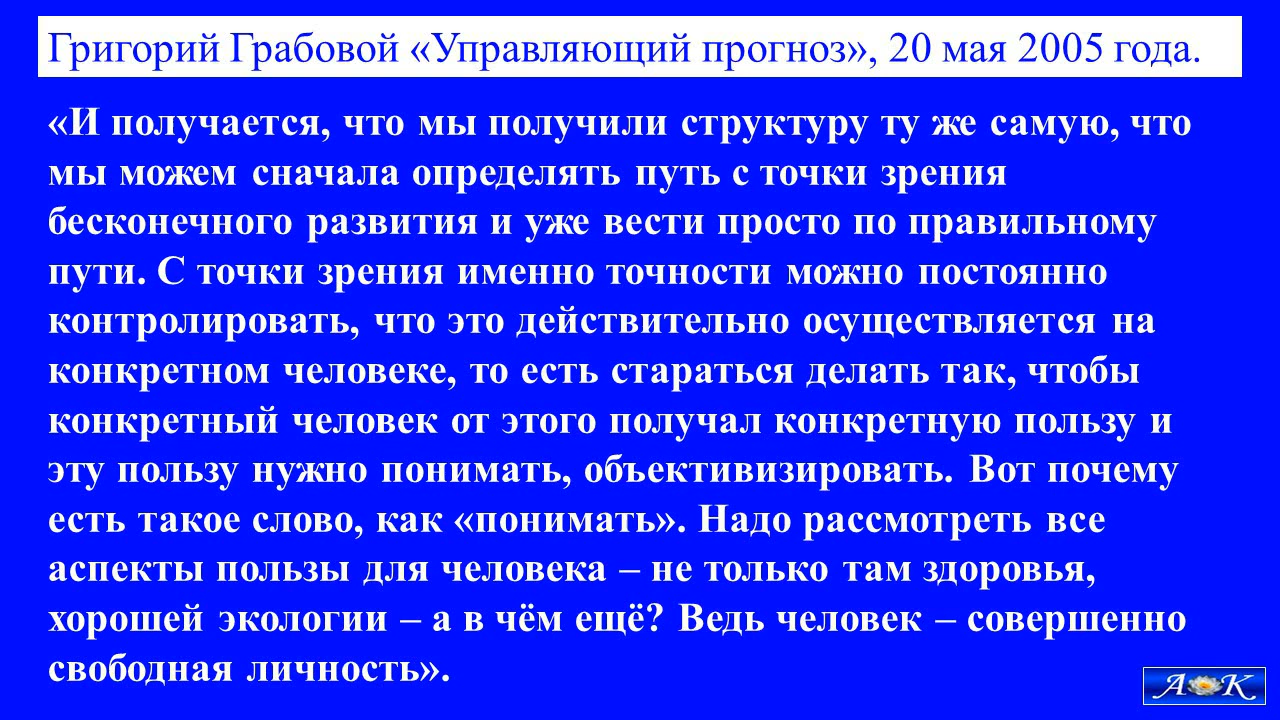 Григорий Грабовой «Управляющий прогноз», 20 мая 2005 года.
«И получается, что мы получили структуру ту же самую, что
мы можем сначала определять путь с точки зрения
бесконечного развития и уже вести просто по правильному
пути. С точки зрения именно точности можно постоянно
контролировать, что это действительно осуществляется на
конкретном человеке, то есть стараться делать так, чтобы
конкретный человек от этого получал конкретную пользу и
эту пользу нужно понимать, объективизировать. Вот почему
есть такое слово, как «понимать». Надо рассмотреть все
аспекты пользы для человека – не только там здоровья,
хорошей экологии – а в чём ещё? Ведь человек – совершенно
свободная личность».
А К